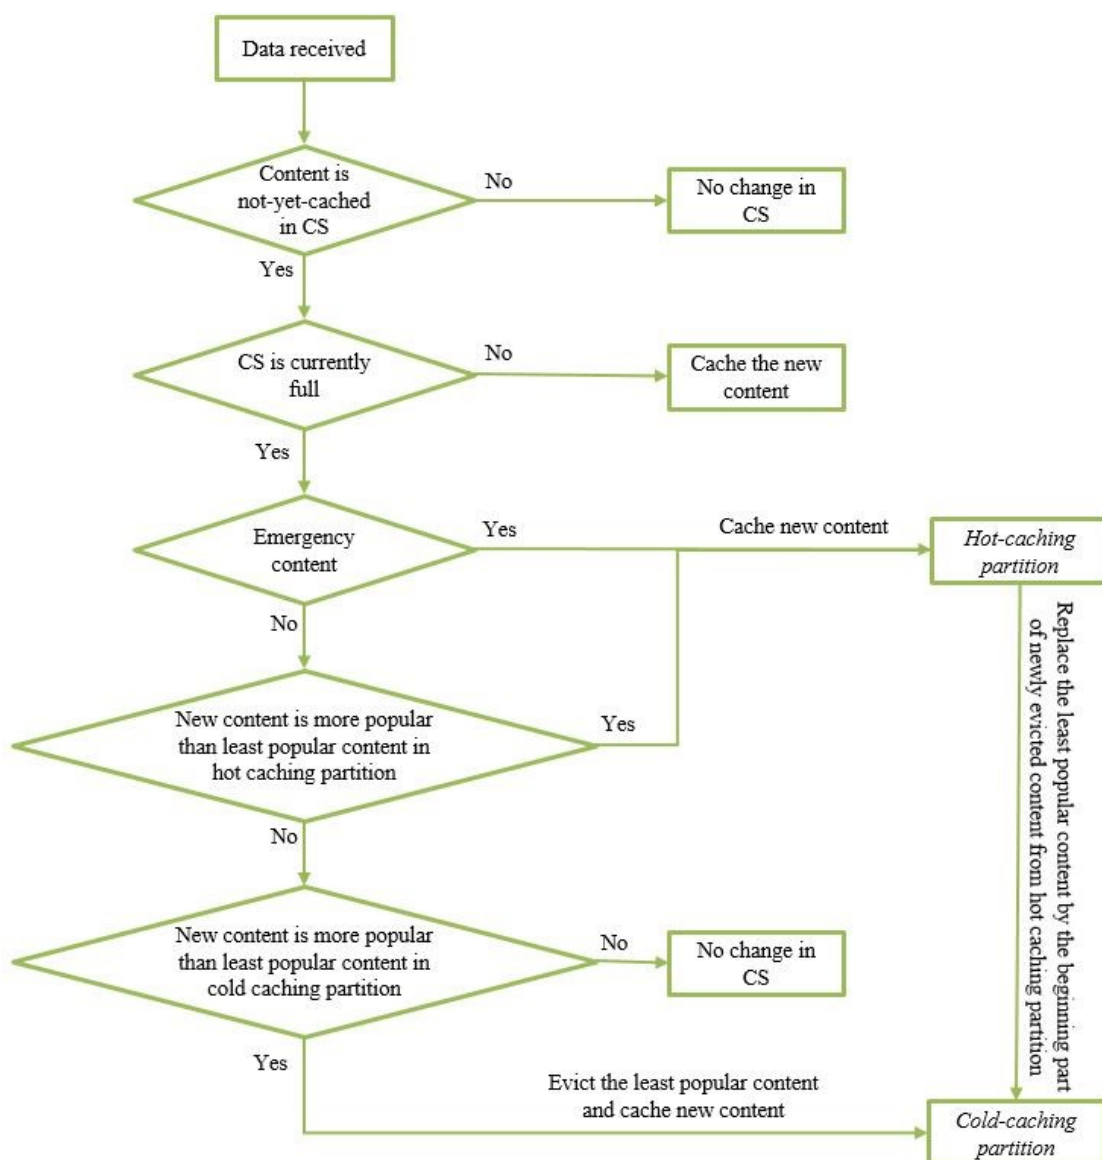 Data received
Content is
not-yet-cached
in CS
No
No change in
CS
Yes
CS is currently
full
No
Cache the new
content
Yes
Emergency
content
Yes
Cache new content
Hot-caching
partition
No
Replace the least popular content by the beginning part
of newly evicted content from hot caching partition
New content is more popular
than least popular content in
hot caching partition
Yes
No
New content is more popular
than least popular content in
cold caching partition
No
No change in
CS
Yes
Evict the least popular content
and cache new content
Cold-caching
partition